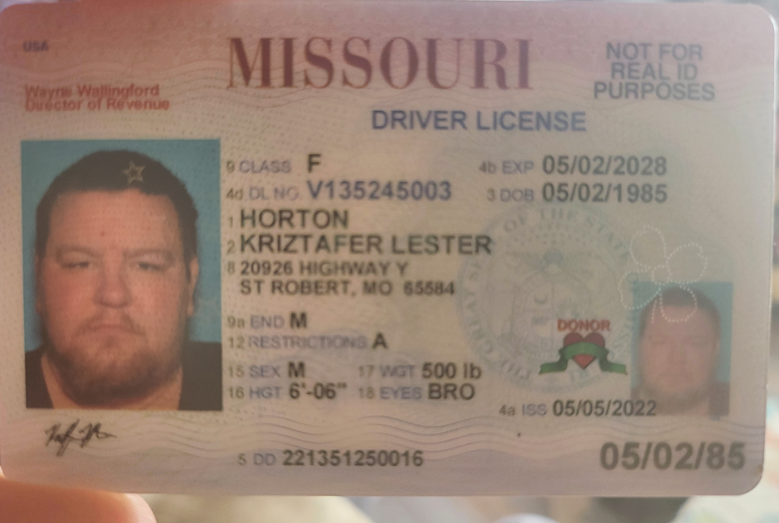 USA
MISSOURI
NOT FOR
REAL ID
PURPOSES
Wayne Wallingford
Director of Revenue
DRIVER LICENSE
9 CLASS F
4b EXP 05/02/2028
4d DL NO. V135245003
3 DOB 05/02/1985
1 HORTON
2 KRIZTAFER LESTER
8 20926 HIGHWAY Y
ST ROBERT, MO 65584
9a END M
12 RESTRICTIONS A
DONOR
15 SEX M
17 WGT 500 lb
16 HGT 6'-06"
18 EYES BRO
4a ISS 05/05/2022
5 DD 221351250016
05/02/85